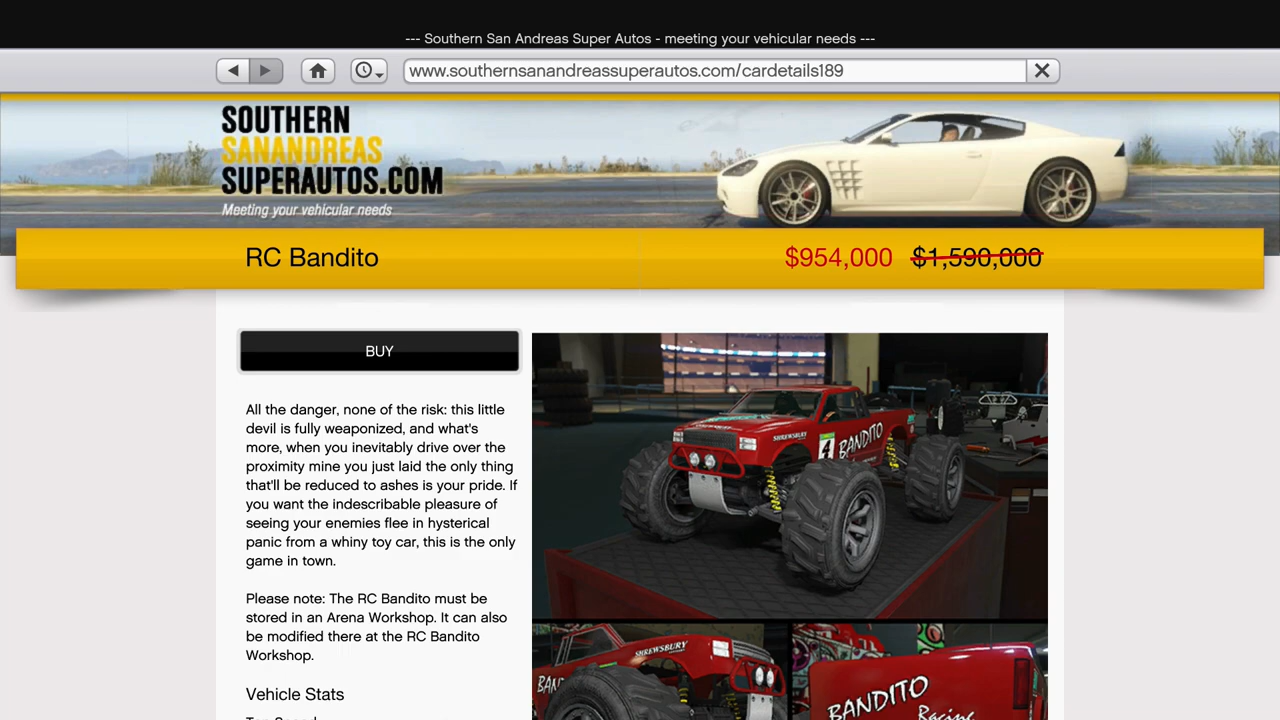 --- Southern San Andreas Super Autos - meeting your vehicular needs ---
www.southernsanandreassuperautos.com/cardetails189
SOUTHERN
SANANDREAS
SUPERAUTOS.COM
Meeting your vehicular needs
RC Bandito
$954,000 $1,590,000
BUY
All the danger, none of the risk: this little
devil is fully weaponized, and what's
more, when you inevitably drive over the
proximity mine you just laid the only thing
that'll be reduced to ashes is your pride. If
you want the indescribable pleasure of
seeing your enemies flee in hysterical
panic from a whiny toy car, this is the only
game in town.
Please note: The RC Bandito must be
stored in an Arena Workshop. It can also
be modified there at the RC Bandito
Workshop.
Vehicle Stats
SHREWSBURY
4
BANDITO
SHREWSBURY
BAN
BANDITO
Racing